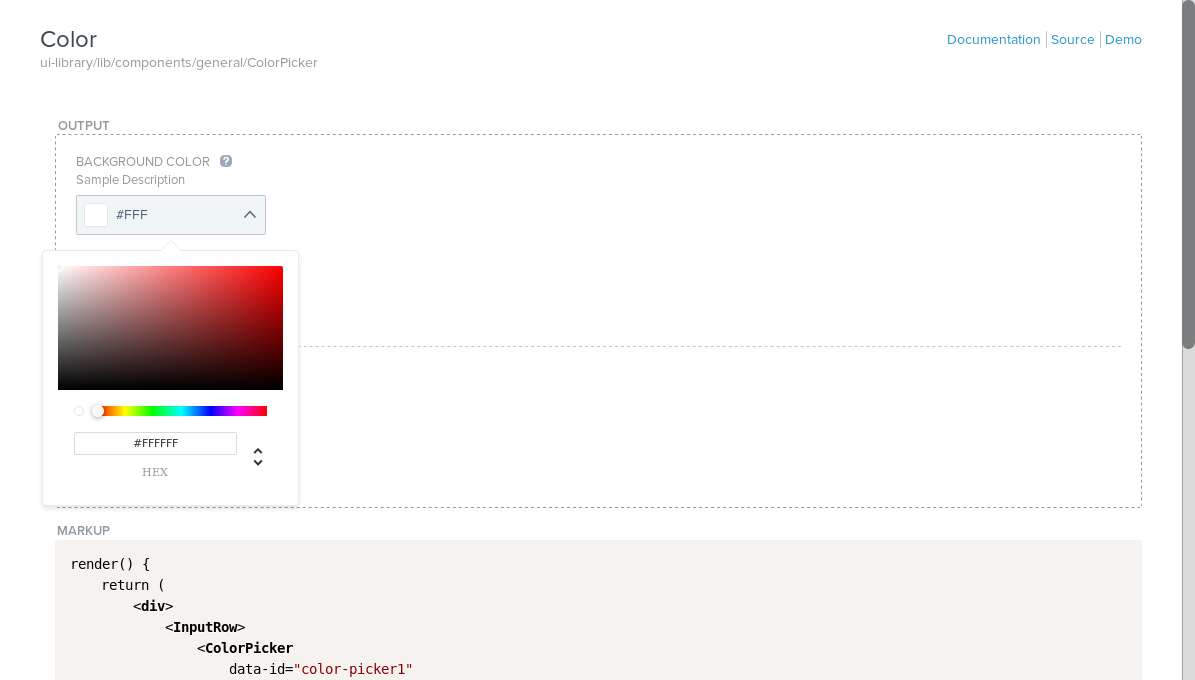 Color
Documentation Source Demo
ui-library/lib/components/general/ColorPicker
OUTPUT
BACKGROUND COLOR ?
Sample Description
#FFF
#FFFFFF
HEX
MARKUP
render() {
return (
<div>
<InputRow>
<ColorPicker
data-id="color-picker1"